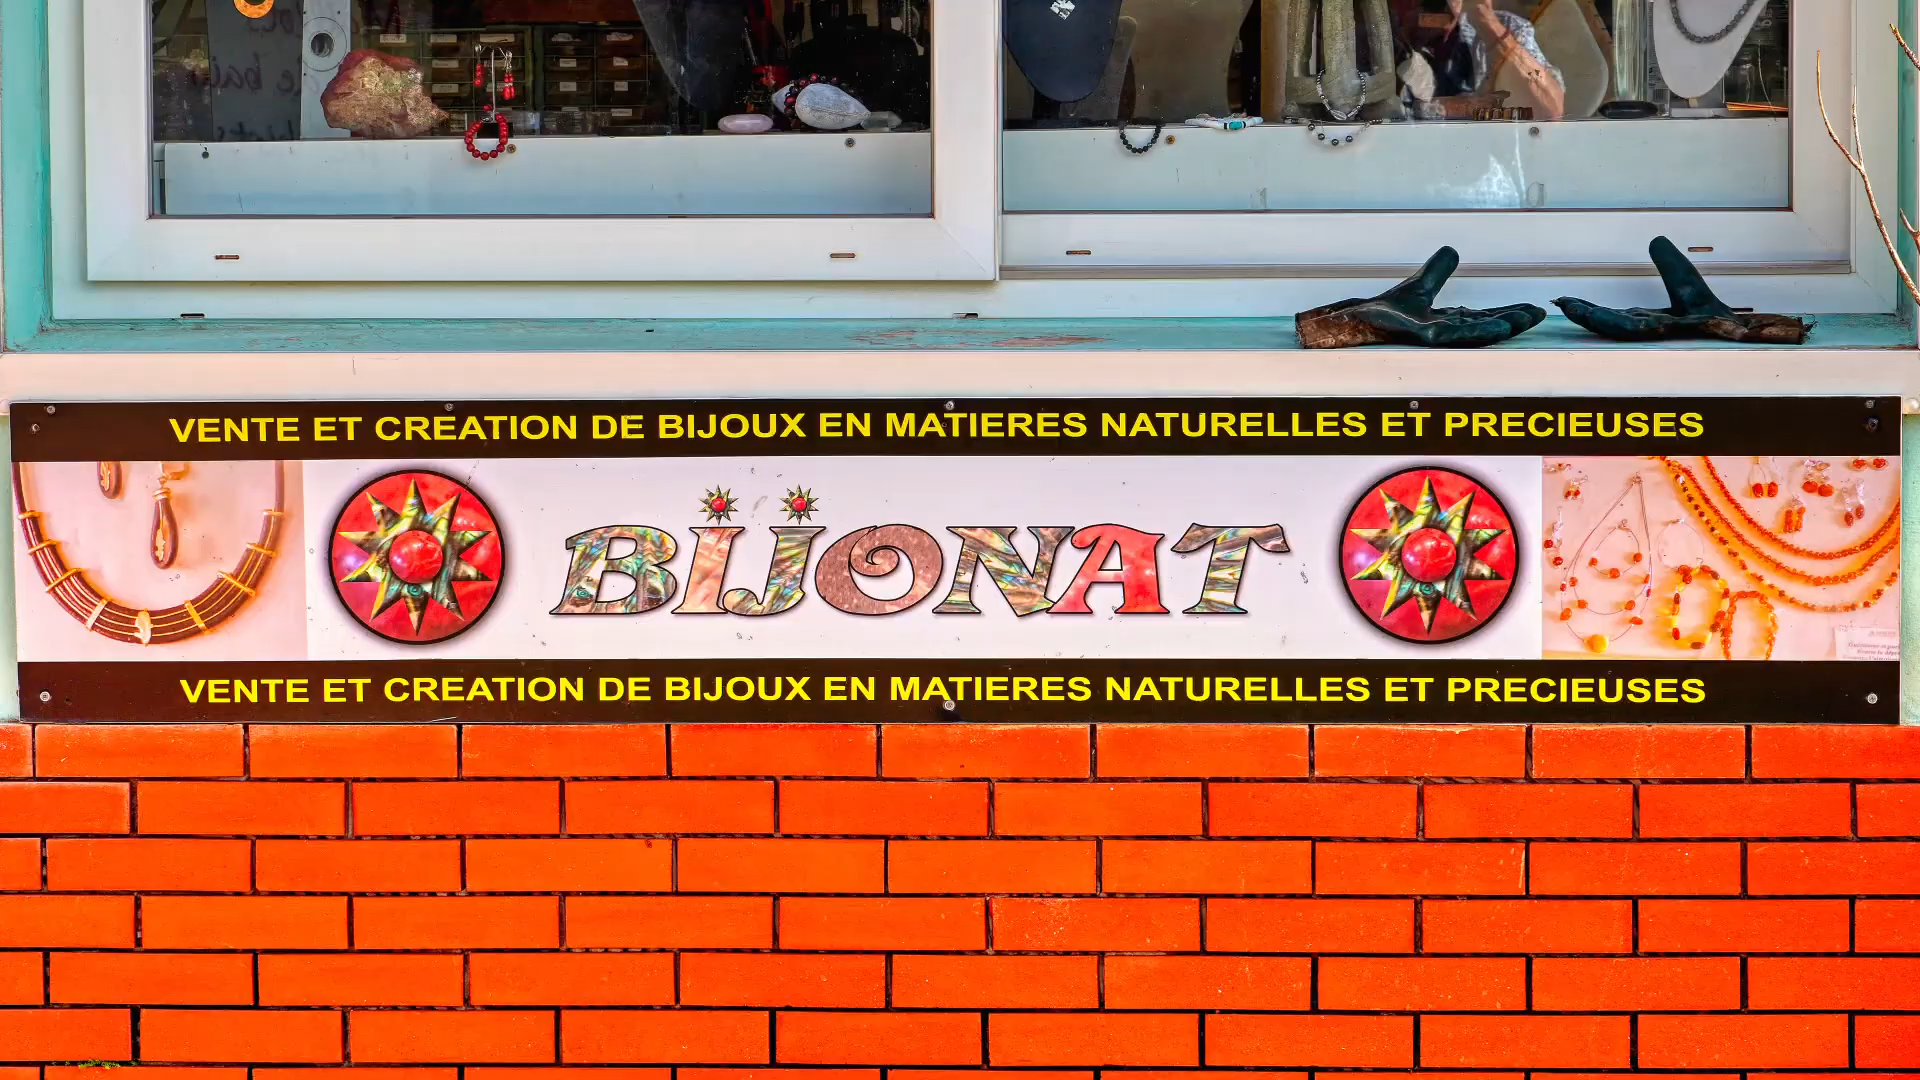 VENTE ET CREATION DE BIJOUX EN MATIERES NATURELLES ET PRECIEUSES
BIJONAT
VENTE ET CREATION DE BIJOUX EN MATIERES NATURELLES ET PRECIEUSES